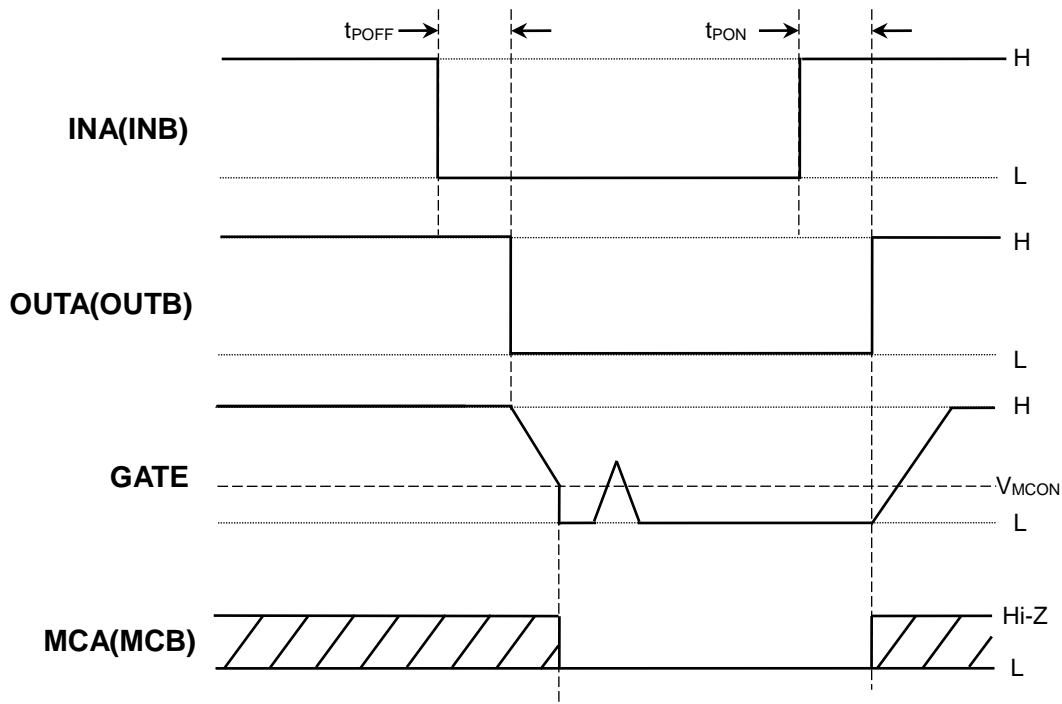 tPOFF
tPON
H
INA(INB)
L
H
OUTA(OUTB)
L
H
GATE
VMCON
L
Hi-Z
MCA(MCB)
L